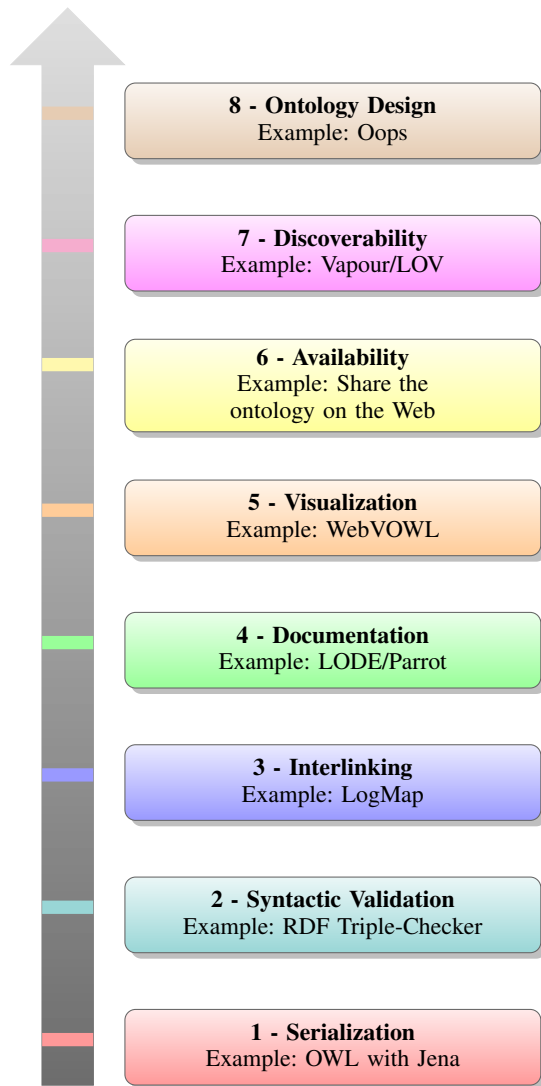 8 - Ontology Design
Example: Oops
7 - Discoverability
Example: Vapour/LOV
6 - Availability
Example: Share the
ontology on the Web
5 - Visualization
Example: WebVOWL
4 - Documentation
Example: LODE/Parrot
3 - Interlinking
Example: LogMap
2 - Syntactic Validation
Example: RDF Triple-Checker
1 - Serialization
Example: OWL with Jena